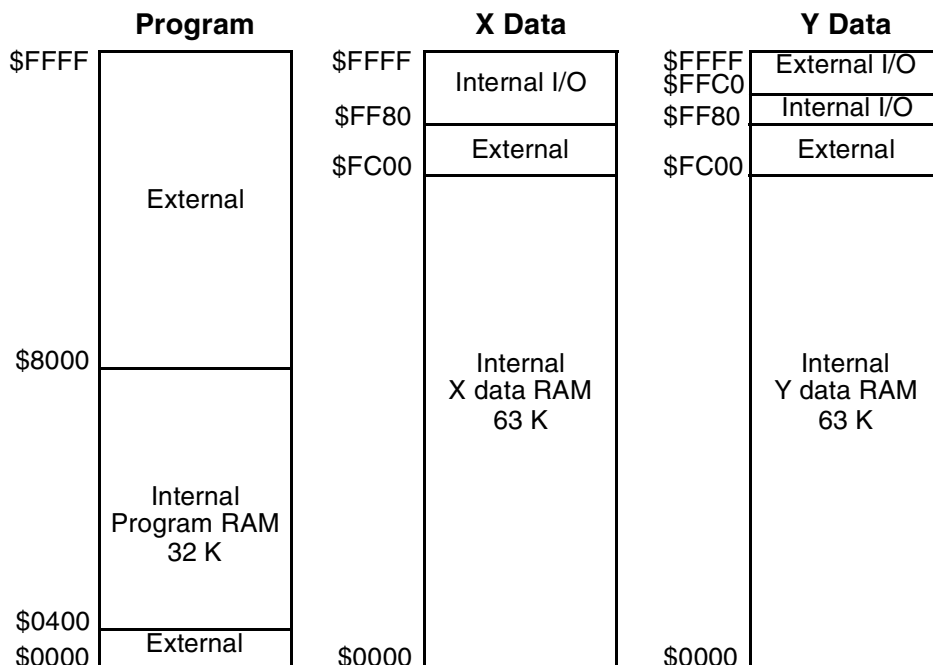 Program
$FFFF
External
$8000
Internal
Program RAM
32 K
$0400
External
$0000
X Data
$FFFF
Internal I/O
$FF80
External
$FC00
Internal
X data RAM
63 K
$0000
Y Data
$FFFF
External I/O
$FFC0
Internal I/O
$FF80
External
$FC00
Internal
Y data RAM
63 K
$0000